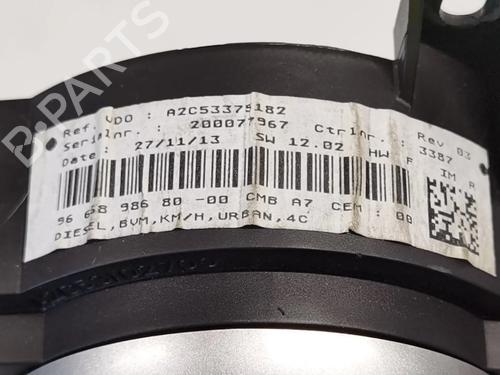 B-PARTS
Ref. VDO : A2C53375182 Rev 03
Serialnr. : 200077967 Ctrlnr. : 3387
Date : 27/11/13 SW 12.02 HW F IM A
96 658 986 80 -00 CMB A7 CEM : 00
DIESEL,BVM,KM/H,URBAN,4C